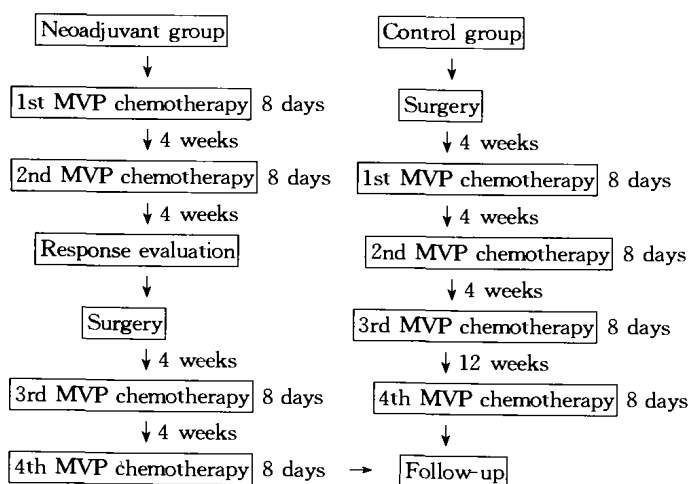 Neoadjuvant group
1st MVP chemotherapy 8 days
4 weeks
2nd MVP chemotherapy 8 days
4 weeks
Response evaluation
Surgery
4 weeks
3rd MVP chemotherapy 8 days
4 weeks
4th MVP chemotherapy 8 days
Control group
Surgery
4 weeks
1st MVP chemotherapy 8 days
4 weeks
2nd MVP chemotherapy 8 days
4 weeks
3rd MVP chemotherapy 8 days
12 weeks
4th MVP chemotherapy 8 days
Follow-up